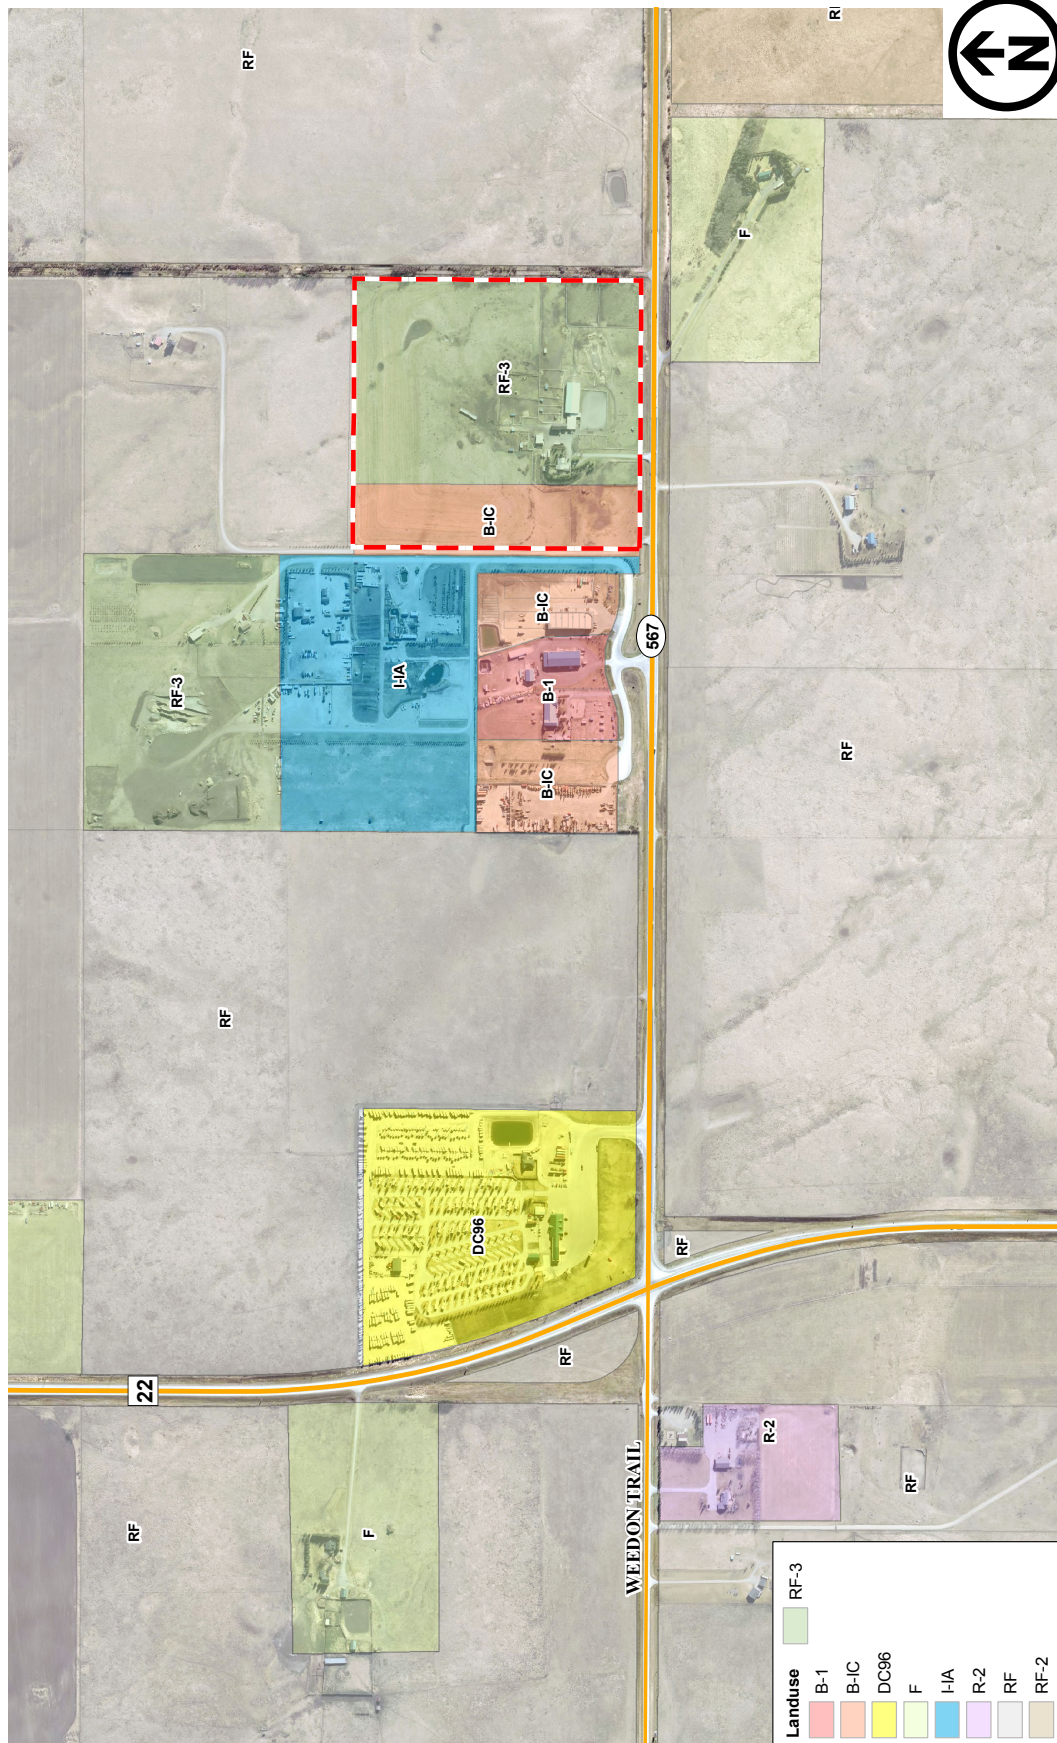 RF
RI
N
F
RF-3
B-IC
B-IC
567
RF-3
I-IA
B-1
B-IC
RF
RF
DC96
RF
RF
22
R-2
WEEDON TRAIL
RF
RF
F
Landuse
B-1
B-IC
DC96
F
I-IA
R-2
RF
RF-2
RF-3